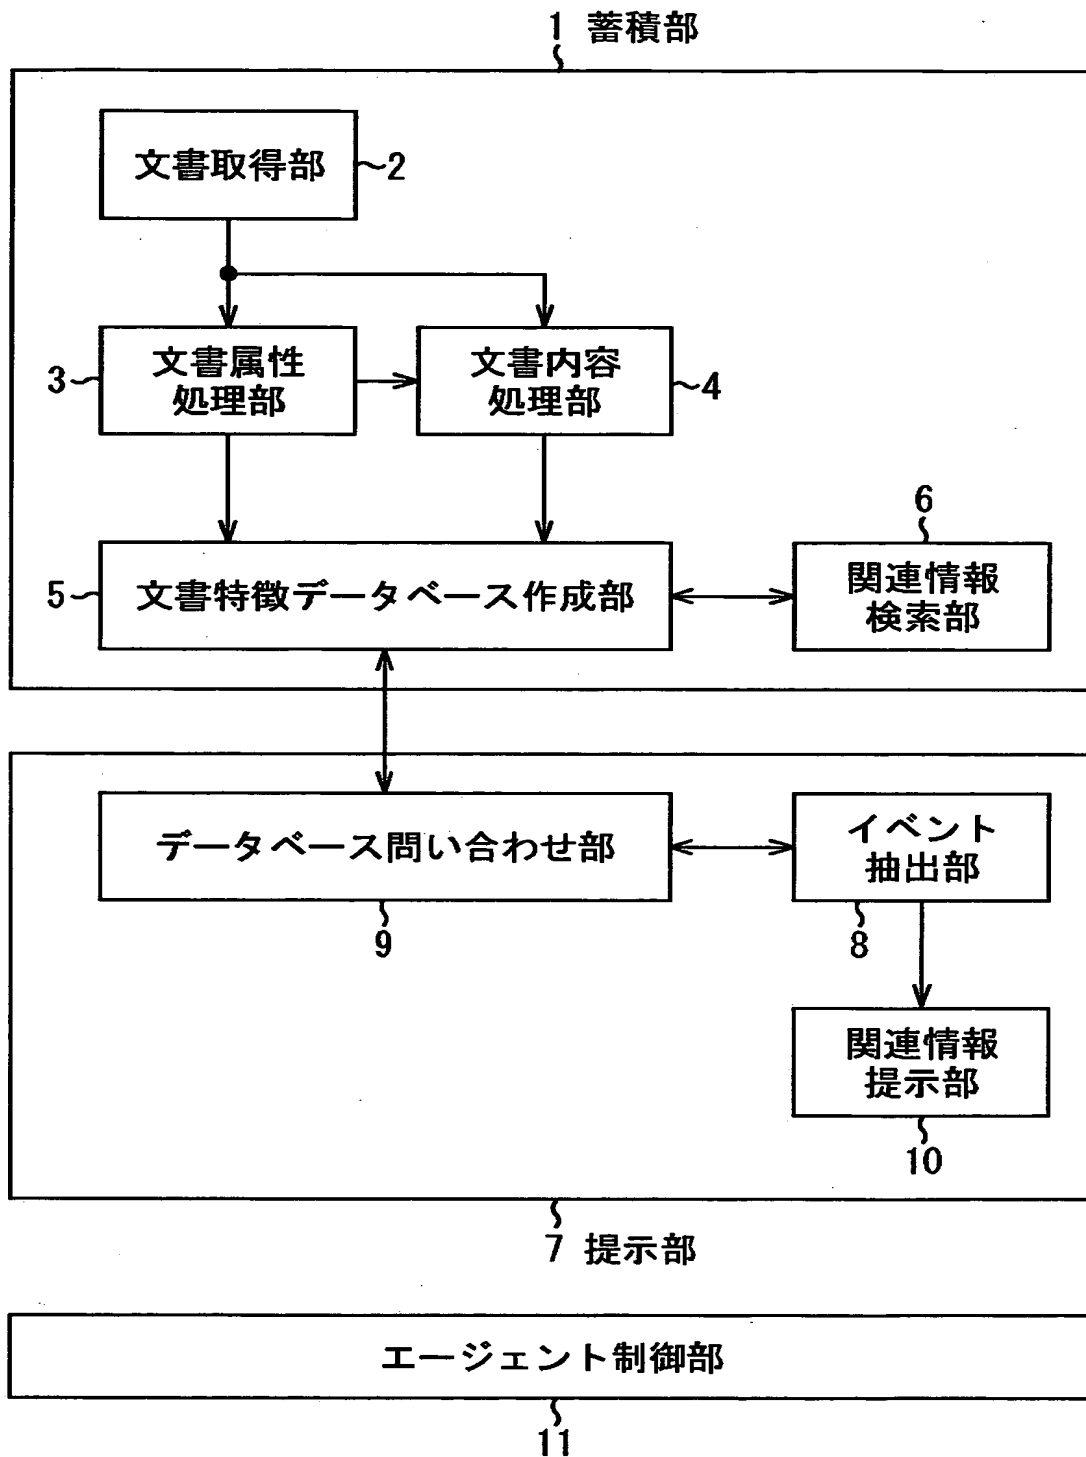 1 蓄積部
文書取得部
2
3
文書属性
処理部
文書内容
処理部
4
6
5
文書特徴データベース作成部
関連情報
検索部
データベース問い合わせ部
イベント
抽出部
9
8
関連情報
提示部
10
7 提示部
エージェント制御部
11